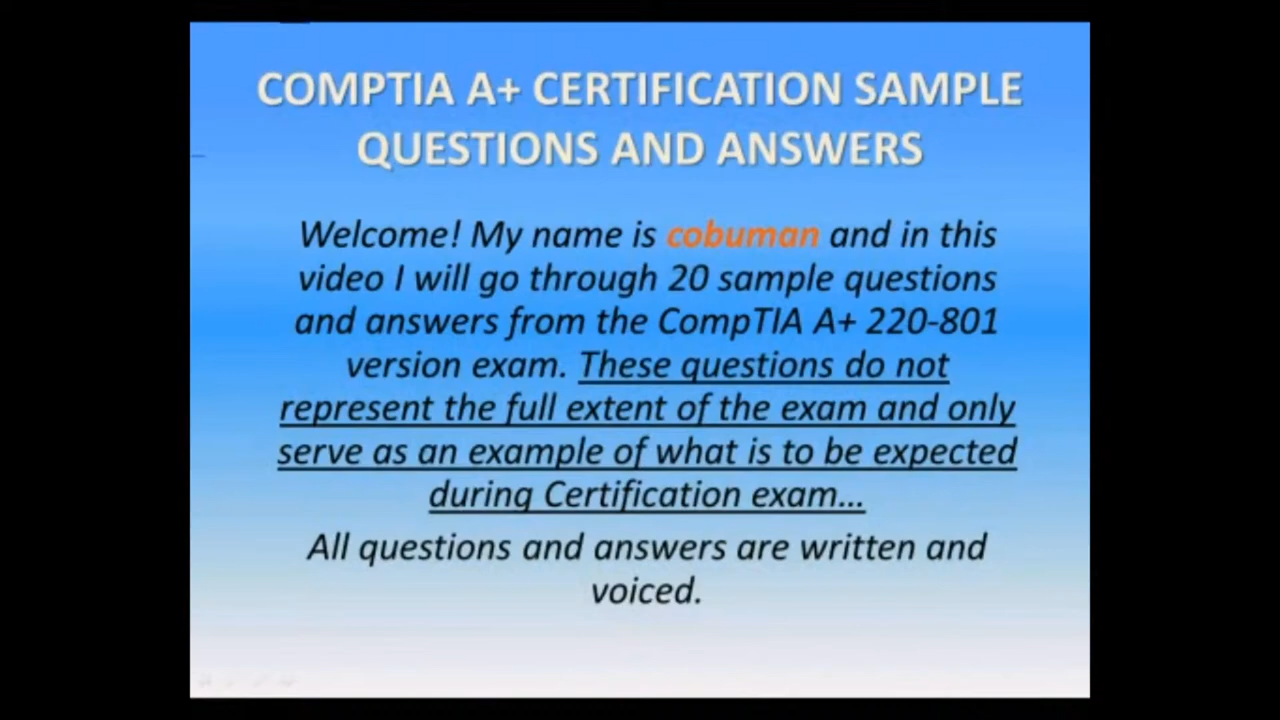 COMPTIA A+ CERTIFICATION SAMPLE
QUESTIONS AND ANSWERS
Welcome! My name is cobuman and in this
video I will go through 20 sample questions
and answers from the CompTIA A+ 220-801
version exam. These questions do not
represent the full extent of the exam and only
serve as an example of what is to be expected
during Certification exam...
All questions and answers are written and
voiced.